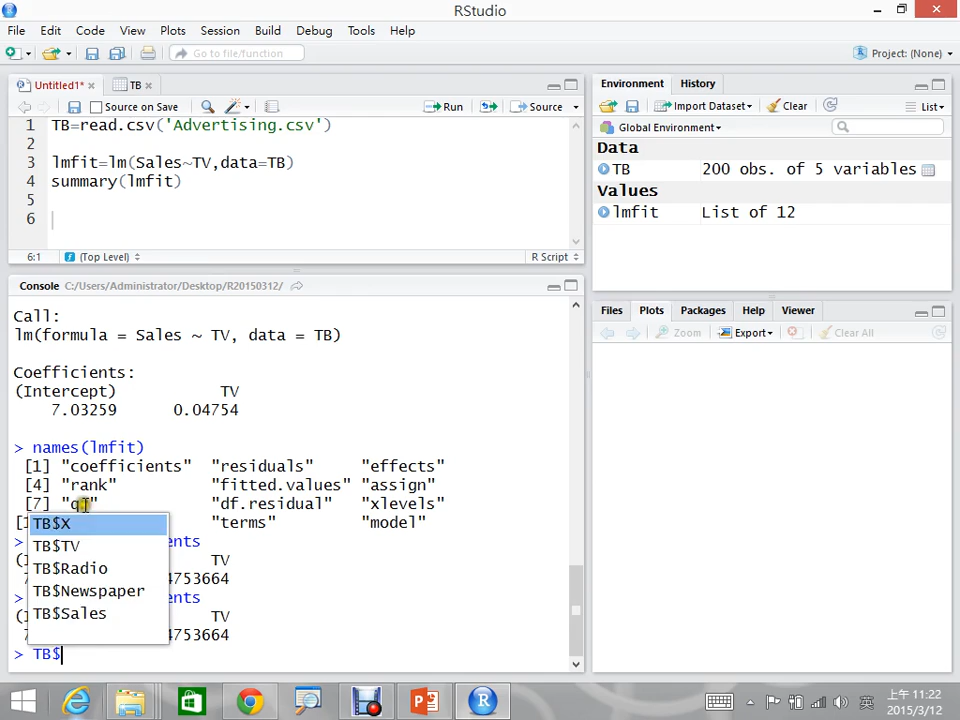 RStudio
File Edit Code View Plots Session Build Debug Tools Help
Go to file/function
Project: (None)
Untitled1* TB
Source on Save Run Source
1 TB=read.csv('Advertising.csv')
2
3 lmfit=lm(Sales~TV,data=TB)
4 summary(lmfit)
5
6
6:1 (Top Level) R Script
Console C:/Users/Administrator/Desktop/R20150312/
Call:
lm(formula = Sales ~ TV, data = TB)
Coefficients:
(Intercept) TV
7.03259 0.04754
> names(lmfit)
[1] "coefficients" "residuals" "effects"
[4] "rank" "fitted.values" "assign"
[7] "df.residual" "xlevels"
"terms" "model"
> ents
TV
4753664
> ents
TV
4753664
> TB$
TB$X
TB$TV
TB$Radio
TB$Newspaper
TB$Sales
Environment History
Import Dataset Clear List
Global Environment
Data
TB 200 obs. of 5 variables
Values
lmfit List of 12
Files Plots Packages Help Viewer
Zoom Export Clear All
英
上午 11:22
2015/3/12